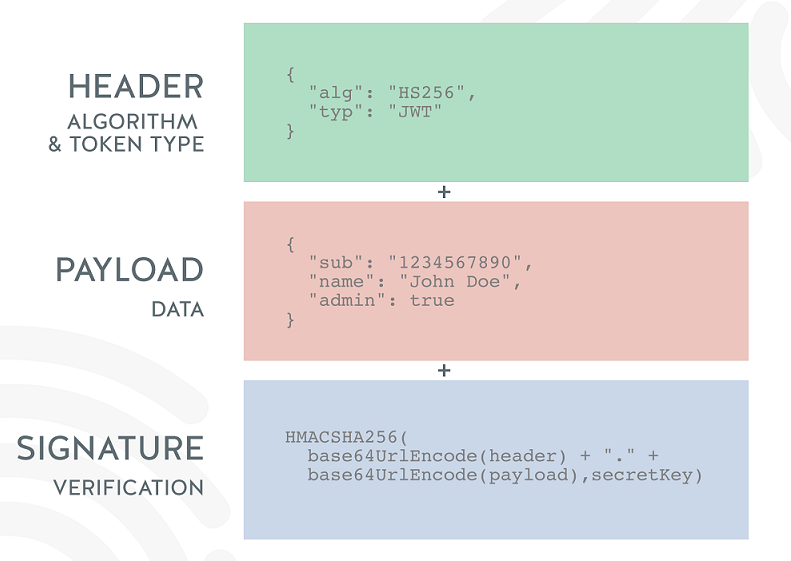 HEADER
ALGORITHM
& TOKEN TYPE
{
  "alg": "HS256",
  "typ": "JWT"
}
+
PAYLOAD
DATA
{
  "sub": "1234567890",
  "name": "John Doe",
  "admin": true
}
+
SIGNATURE
VERIFICATION
HMACSHA256(
  base64UrlEncode(header) + "." +
  base64UrlEncode(payload),secretKey)